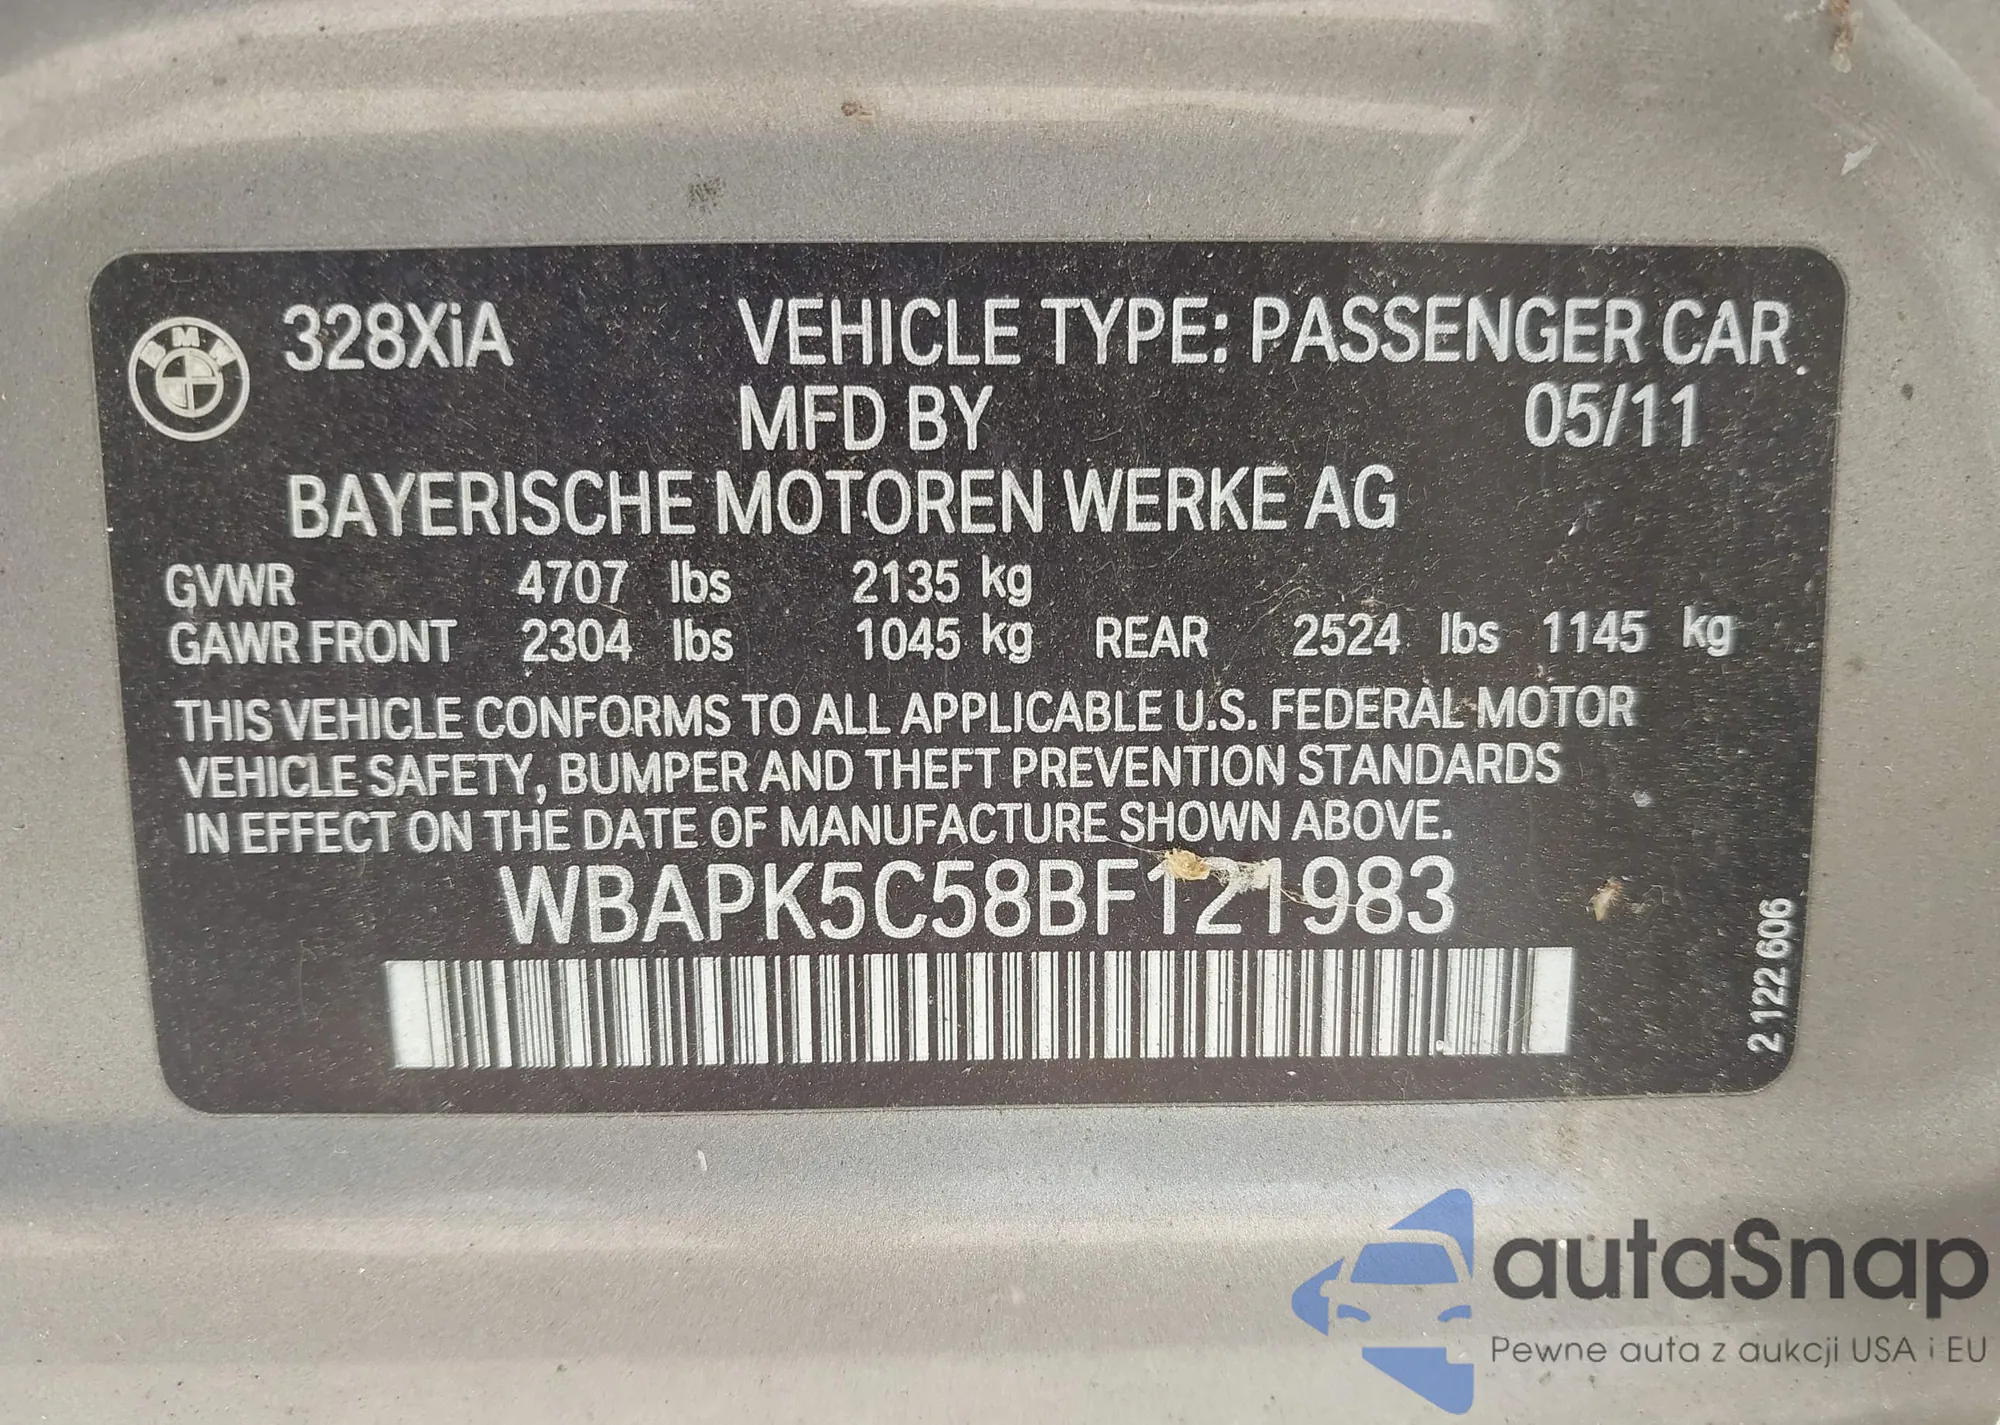 BMW
328XiA VEHICLE TYPE: PASSENGER CAR
MFD BY 05/11
BAYERISCHE MOTOREN WERKE AG
GVWR 4707 lbs 2135 kg
GAWR FRONT 2304 lbs 1045 kg REAR 2524 lbs 1145 kg
THIS VEHICLE CONFORMS TO ALL APPLICABLE U.S. FEDERAL MOTOR
VEHICLE SAFETY, BUMPER AND THEFT PREVENTION STANDARDS
IN EFFECT ON THE DATE OF MANUFACTURE SHOWN ABOVE.
WBAPK5C58BF121983
2 122 606
autaSnap
Pewne auta z aukcji USA i EU